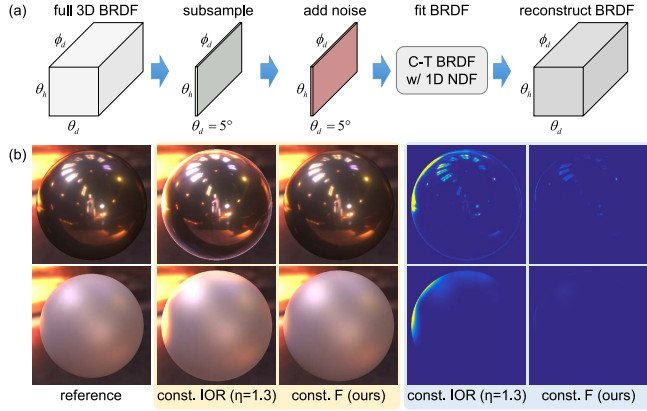 (a)
full 3D BRDF
subsample
add noise
fit BRDF
reconstruct BRDF
ϕd
θh
θd
ϕd
θh
θd = 5°
ϕd
θh
θd = 5°
C-T BRDF
w/ 1D NDF
ϕd
θh
θd
(b)
reference
const. IOR (η=1.3)
const. F (ours)
const. IOR (η=1.3)
const. F (ours)